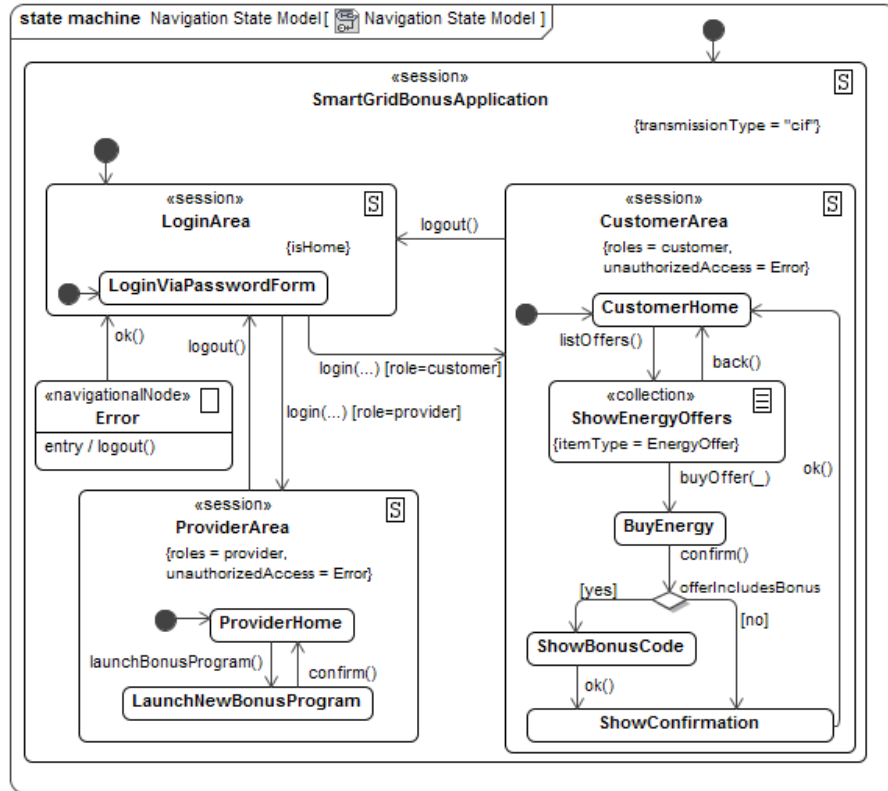 state machine Navigation State Model[ Navigation State Model ]
«session»
SmartGridBonusApplication
S
{transmissionType = "cif"}
«session»
LoginArea
S
{isHome}
LoginViaPasswordForm
logout()
«session»
CustomerArea
S
{roles = customer,
unauthorizedAccess = Error}
CustomerHome
listOffers()
back()
«collection»
ShowEnergyOffers
{itemType = EnergyOffer}
buyOffer(_)
ok()
BuyEnergy
confirm()
offerIncludesBonus
[yes]
[no]
ShowBonusCode
ok()
ShowConfirmation
ok()
logout()
login(...) [role=customer]
login(...) [role=provider]
«navigationalNode»
Error
entry / logout()
«session»
ProviderArea
S
{roles = provider,
unauthorizedAccess = Error}
ProviderHome
launchBonusProgram()
confirm()
LaunchNewBonusProgram